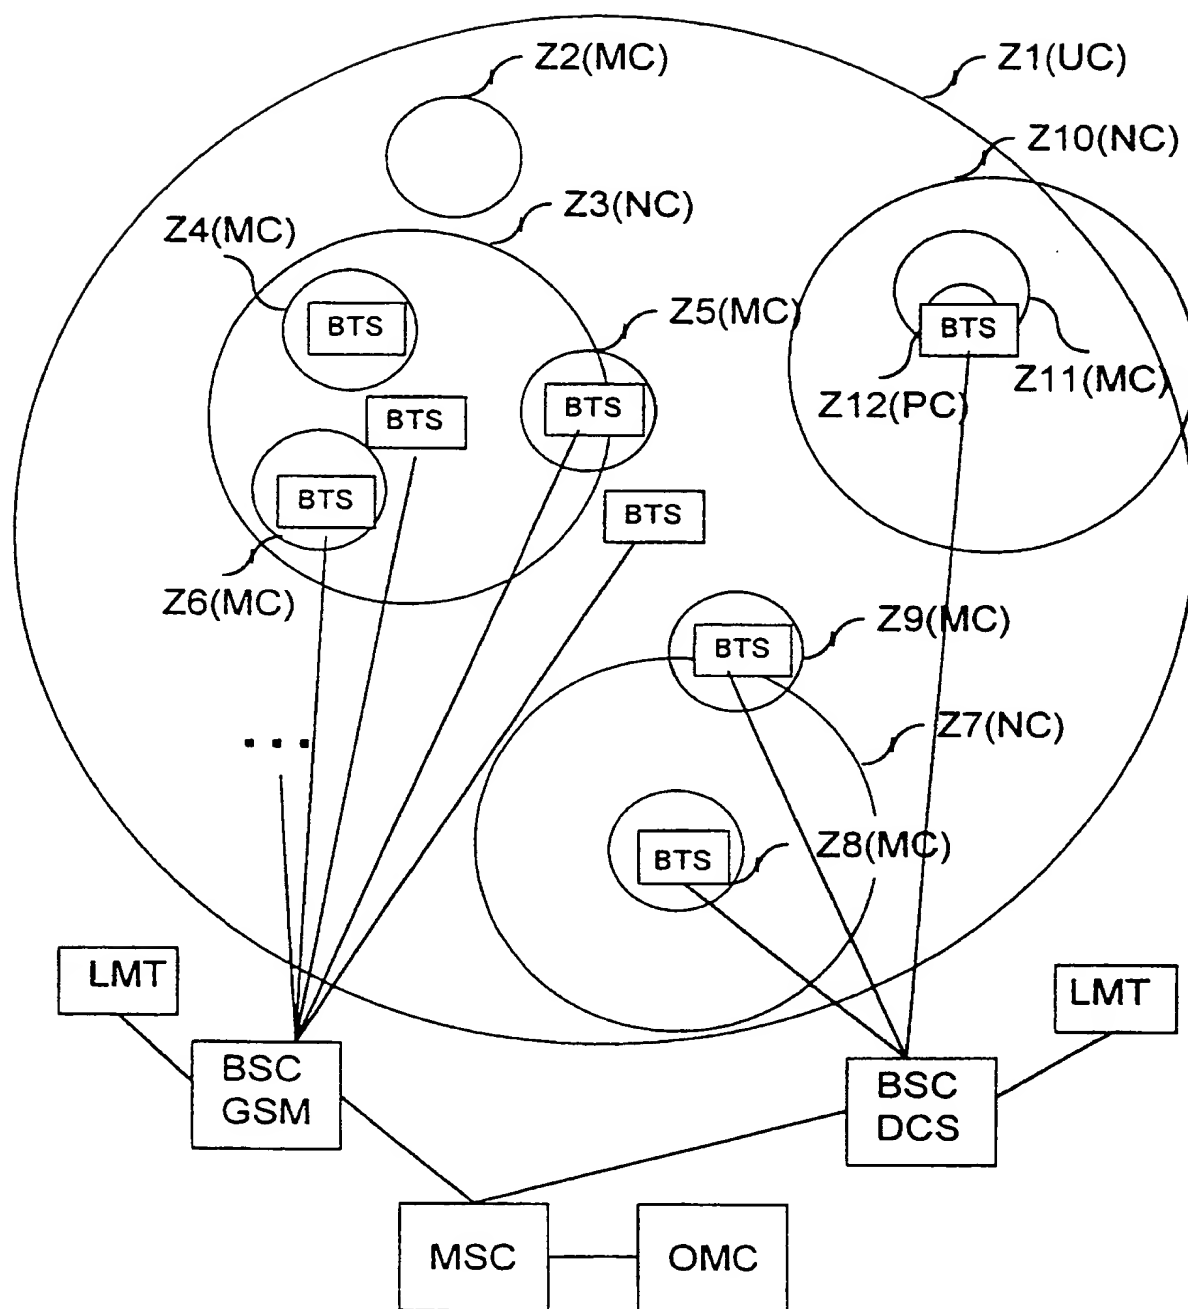 Z2(MC)
Z1(UC)
Z10(NC)
Z3(NC)
Z4(MC)
Z5(MC)
BTS
BTS
BTS
Z11(MC)
Z12(PC)
BTS
BTS
BTS
BTS
Z6(MC)
Z9(MC)
BTS
Z7(NC)
...
Z8(MC)
BTS
LMT
LMT
BSC
GSM
BSC
DCS
MSC
OMC